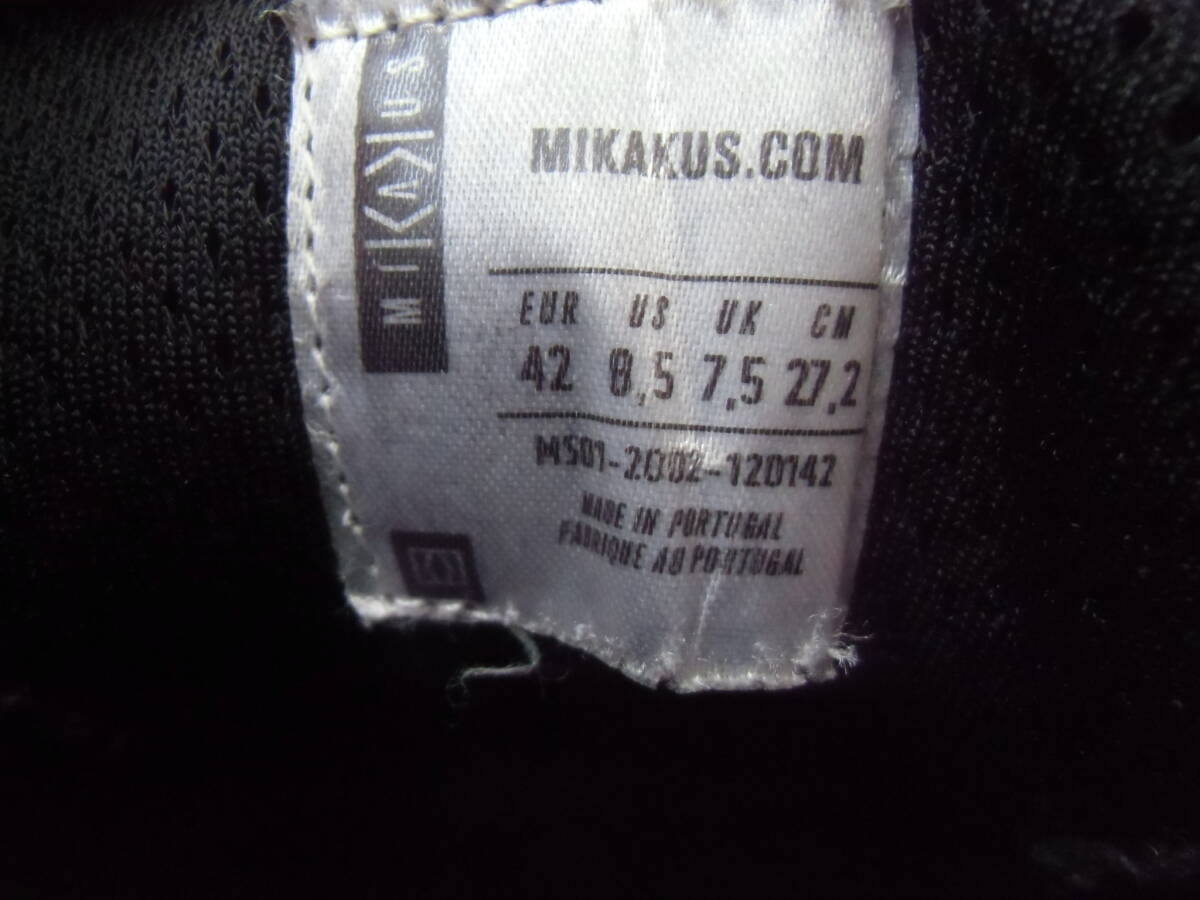 MIKAKUS
MIKAKUS.COM
EUR US UK CM
42 8,5 7.5 27.2
MS01-2002-120142
MADE IN PORTUGAL
FABRIQUE AU PORTUGAL